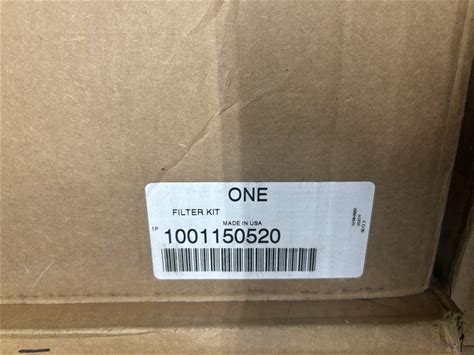 ONE
FILTER KIT
MADE IN USA
1P 1001150520